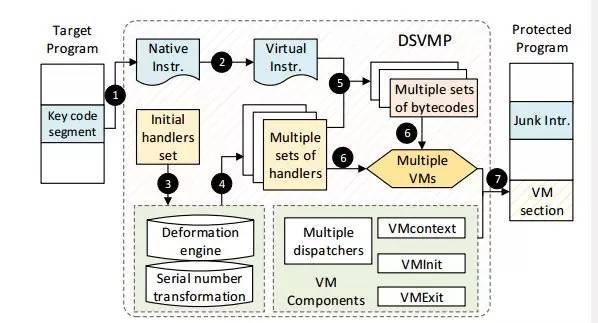 Target
Program
Key code
segment
1
Native
Instr.
2
Virtual
Instr.
DSVMP
Protected
Program
5
Multiple sets
of bytecodes
Initial
handlers
set
3
4
Multiple
sets of
handlers
6
6
Multiple
VMs
7
Junk Intr.
VM
section
Deformation
engine
Serial number
transformation
Multiple
dispatchers
VM
Components
VMcontext
VMInit
VMExit